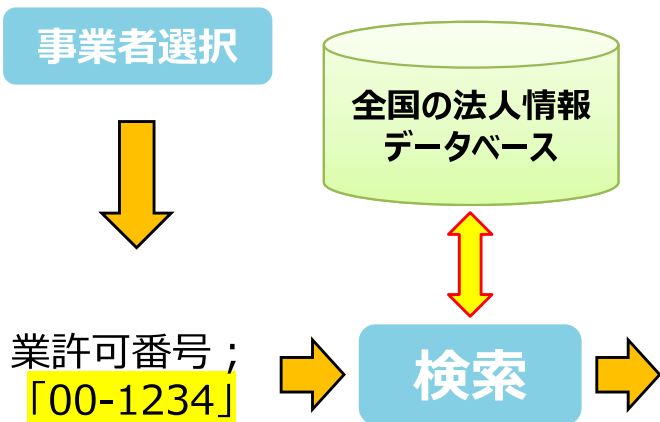 事業者選択
全国の法人情報
データベース
業許可番号；
「00-1234」
検索